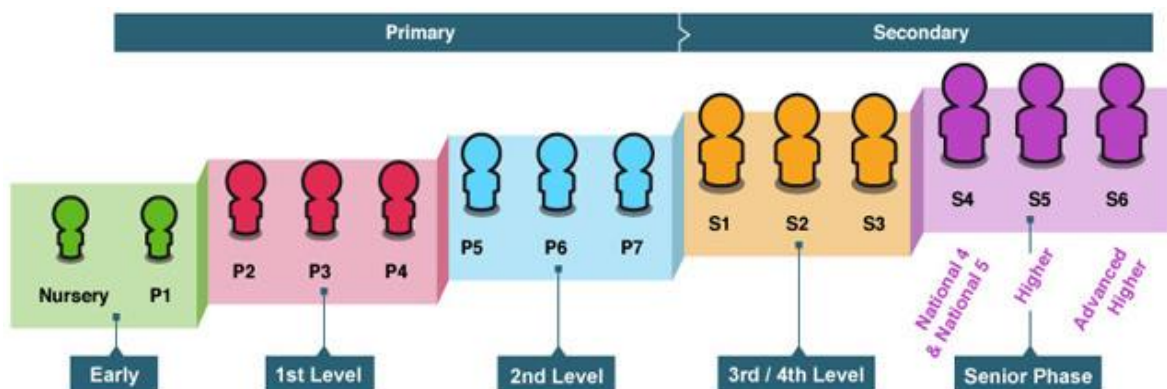 Primary
Secondary
Nursery
P1
P2
P3
P4
P5
P6
P7
S1
S2
S3
S4
S5
S6
National 4
& National 5
Higher
Advanced
Higher
Early
1st Level
2nd Level
3rd / 4th Level
Senior Phase